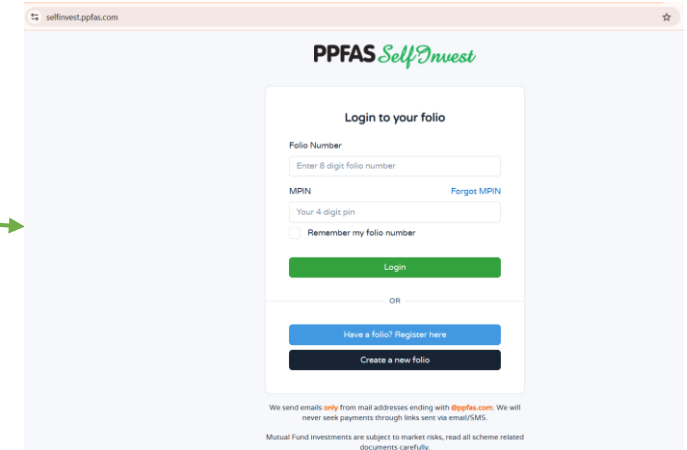 selfinvest.ppfas.com
PPFAS SelfInvest
Login to your folio
Folio Number
Enter 8 digit folio number
MPIN Forgot MPIN
Your 4 digit pin
Remember my folio number
Login
OR
Have a folio? Register here
Create a new folio
We send emails only from mail addresses ending with @ppfas.com. We will
never seek payments through links sent via email/SMS.
Mutual Fund investments are subject to market risks, read all scheme related
documents carefully.